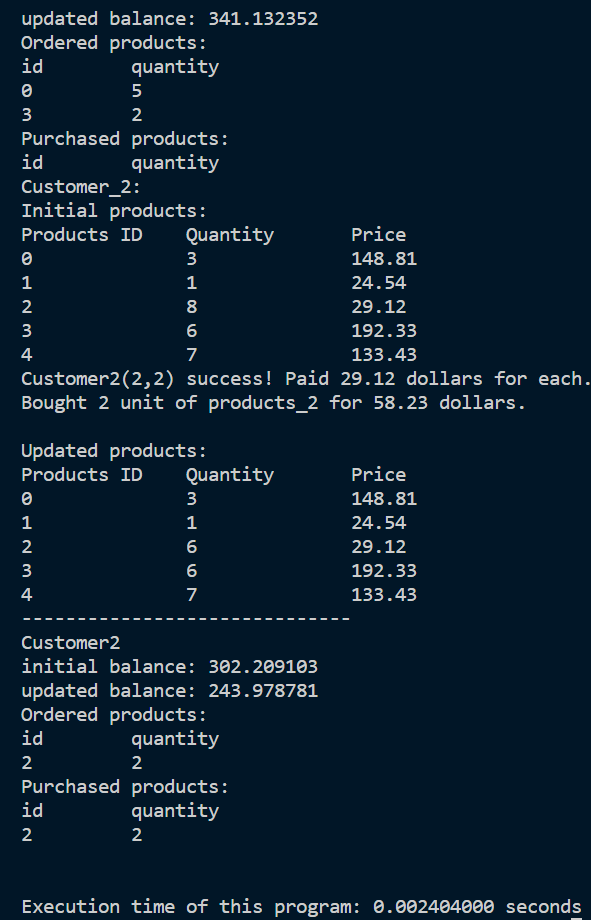 updated balance: 341.132352
Ordered products:
id quantity
0 5
3 2
Purchased products:
id quantity
Customer_2:
Initial products:
Products ID Quantity Price
0 3 148.81
1 1 24.54
2 8 29.12
3 6 192.33
4 7 133.43
Customer2(2,2) success! Paid 29.12 dollars for each.
Bought 2 unit of products_2 for 58.23 dollars.
Updated products:
Products ID Quantity Price
0 3 148.81
1 1 24.54
2 6 29.12
3 6 192.33
4 7 133.43
------------------------------
Customer2
initial balance: 302.209103
updated balance: 243.978781
Ordered products:
id quantity
2 2
Purchased products:
id quantity
2 2
Execution time of this program: 0.002404000 seconds